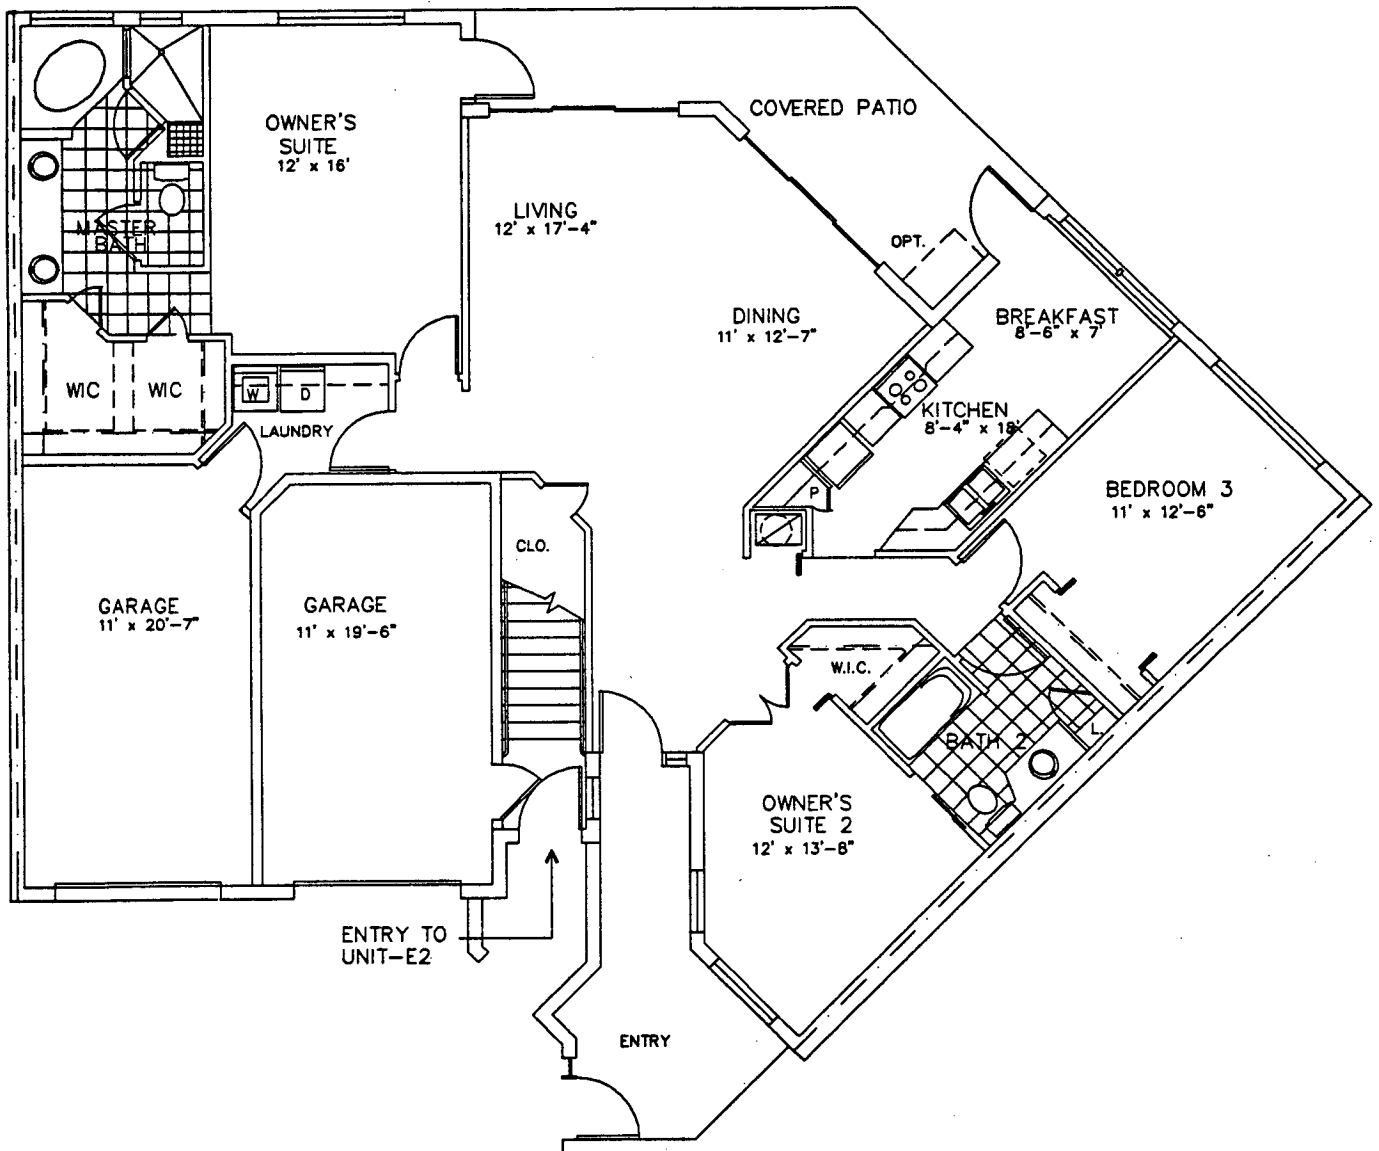 COVERED PATIO
OWNER'S
SUITE
12' x 16'
LIVING
12' x 17'-4"
MASTER
BATH
OPT.
DINING
11' x 12'-7"
BREAKFAST
8'-6" x 7'
WIC
WIC
W
D
LAUNDRY
KITCHEN
8'-4" x 18'
P
BEDROOM 3
11' x 12'-6"
CLO.
GARAGE
11' x 20'-7"
GARAGE
11' x 19'-6"
W.I.C.
BATH 2
L.
OWNER'S
SUITE 2
12' x 13'-8"
ENTRY TO
UNIT-E2
ENTRY